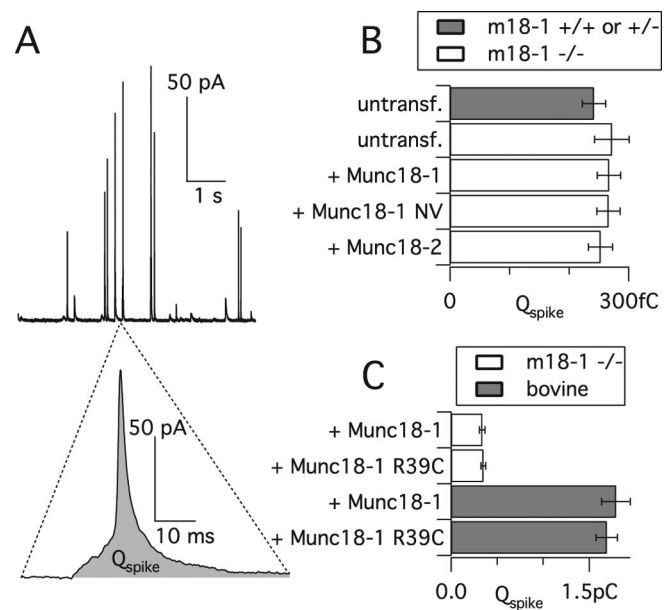 A
50 pA
1 s
50 pA
10 ms
Qspike
B
m18-1 +/+ or +/-
m18-1 -/-
untransf.
untransf.
+ Munc18-1
+ Munc18-1 NV
+ Munc18-2
0
Qspike
300fC
C
m18-1 -/-
bovine
+ Munc18-1
+ Munc18-1 R39C
+ Munc18-1
+ Munc18-1 R39C
0.0
Qspike
1.5pC